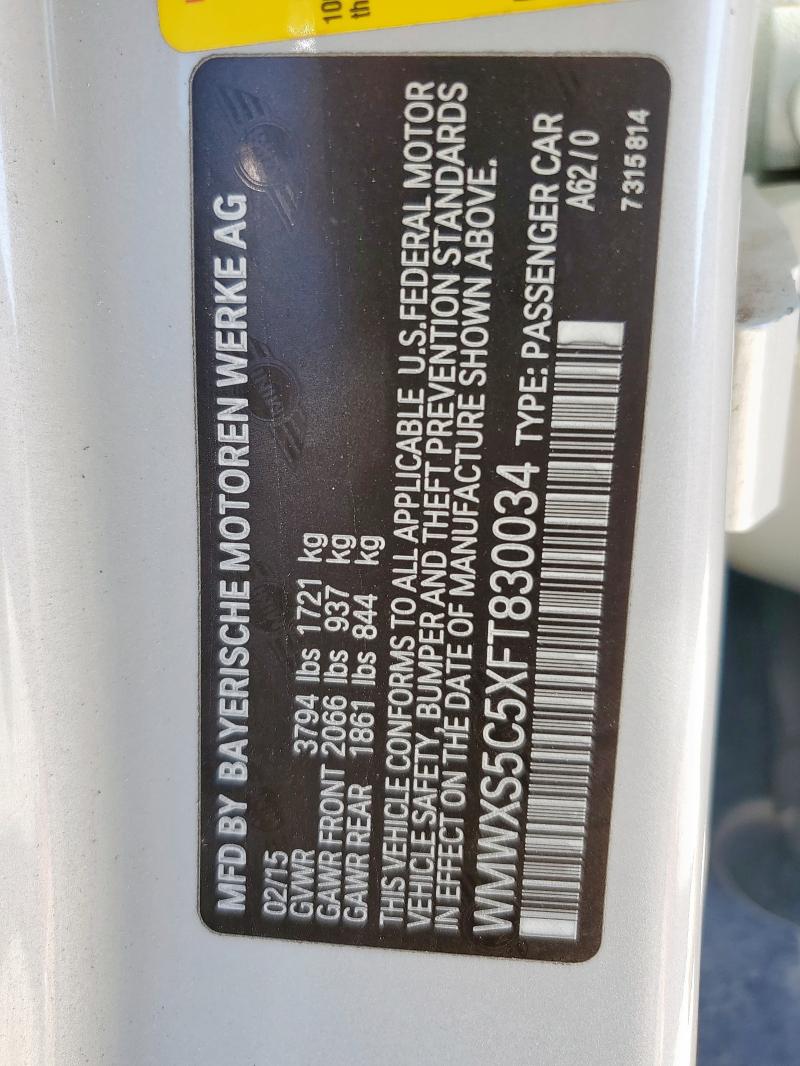 MFD BY BAYERISCHE MOTOREN WERKE AG
02/15
GVWR 3794 lbs 1721 kg
GAWR FRONT 2066 lbs 937 kg
GAWR REAR 1861 lbs 844 kg
THIS VEHICLE CONFORMS TO ALL APPLICABLE U.S. FEDERAL MOTOR
VEHICLE SAFETY, BUMPER AND THEFT PREVENTION STANDARDS
IN EFFECT ON THE DATE OF MANUFACTURE SHOWN ABOVE.
WMWXS5C5XFT830034 TYPE: PASSENGER CAR
A62/0
7315814